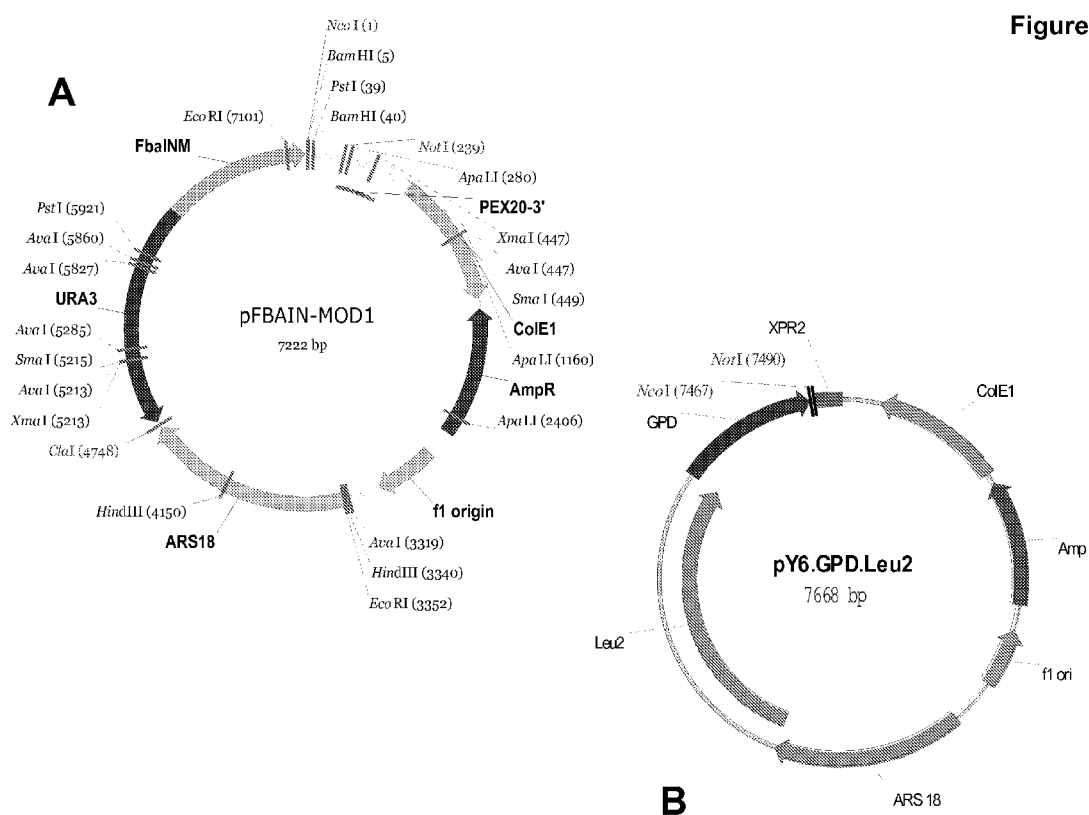 Figure
A
NcoI (1)
BamHI (5)
PstI (39)
BamHI (40)
EcoRI (7101)
FbaINM
NotI (239)
ApaLI (280)
PEX20-3'
XmaI (447)
AvaI (447)
SmaI (449)
ColE1
ApaLI (1160)
AmpR
ApaLI (2406)
f1 origin
AvaI (3319)
HindIII (3340)
EcoRI (3352)
PstI (5921)
AvaI (5860)
AvaI (5827)
URA3
AvaI (5285)
SmaI (5215)
AvaI (5213)
XmaI (5213)
ClaI (4748)
HindIII (4150)
ARS18
pFBAIN-MOD1
7222 bp
XPR2
NotI (7490)
NcoI (7467)
GPD
ColE1
Amp
pY6.GPD.Leu2
7668 bp
Leu2
f1 ori
ARS 18
B